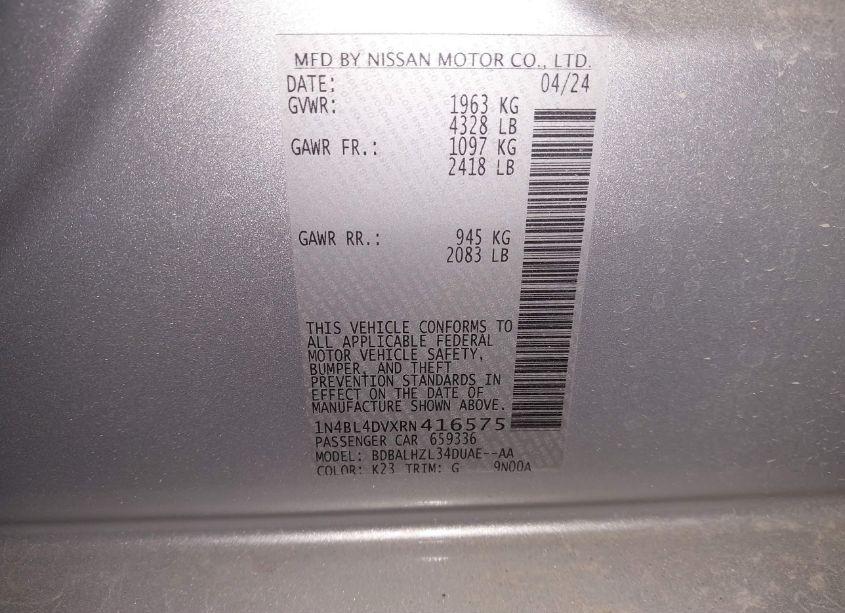 MFD BY NISSAN MOTOR CO., LTD.
DATE: 04/24
GVWR: 1963 KG
4328 LB
GAWR FR.: 1097 KG
2418 LB
GAWR RR.: 945 KG
2083 LB
THIS VEHICLE CONFORMS TO
ALL APPLICABLE FEDERAL
MOTOR VEHICLE SAFETY,
BUMPER, AND THEFT
PREVENTION STANDARDS IN
EFFECT ON THE DATE OF
MANUFACTURE SHOWN ABOVE.
1N4BL4DVXRN416575
PASSENGER CAR 659336
MODEL: BDBALHZL34DUAE--AA
COLOR: K23 TRIM: G 9N00A